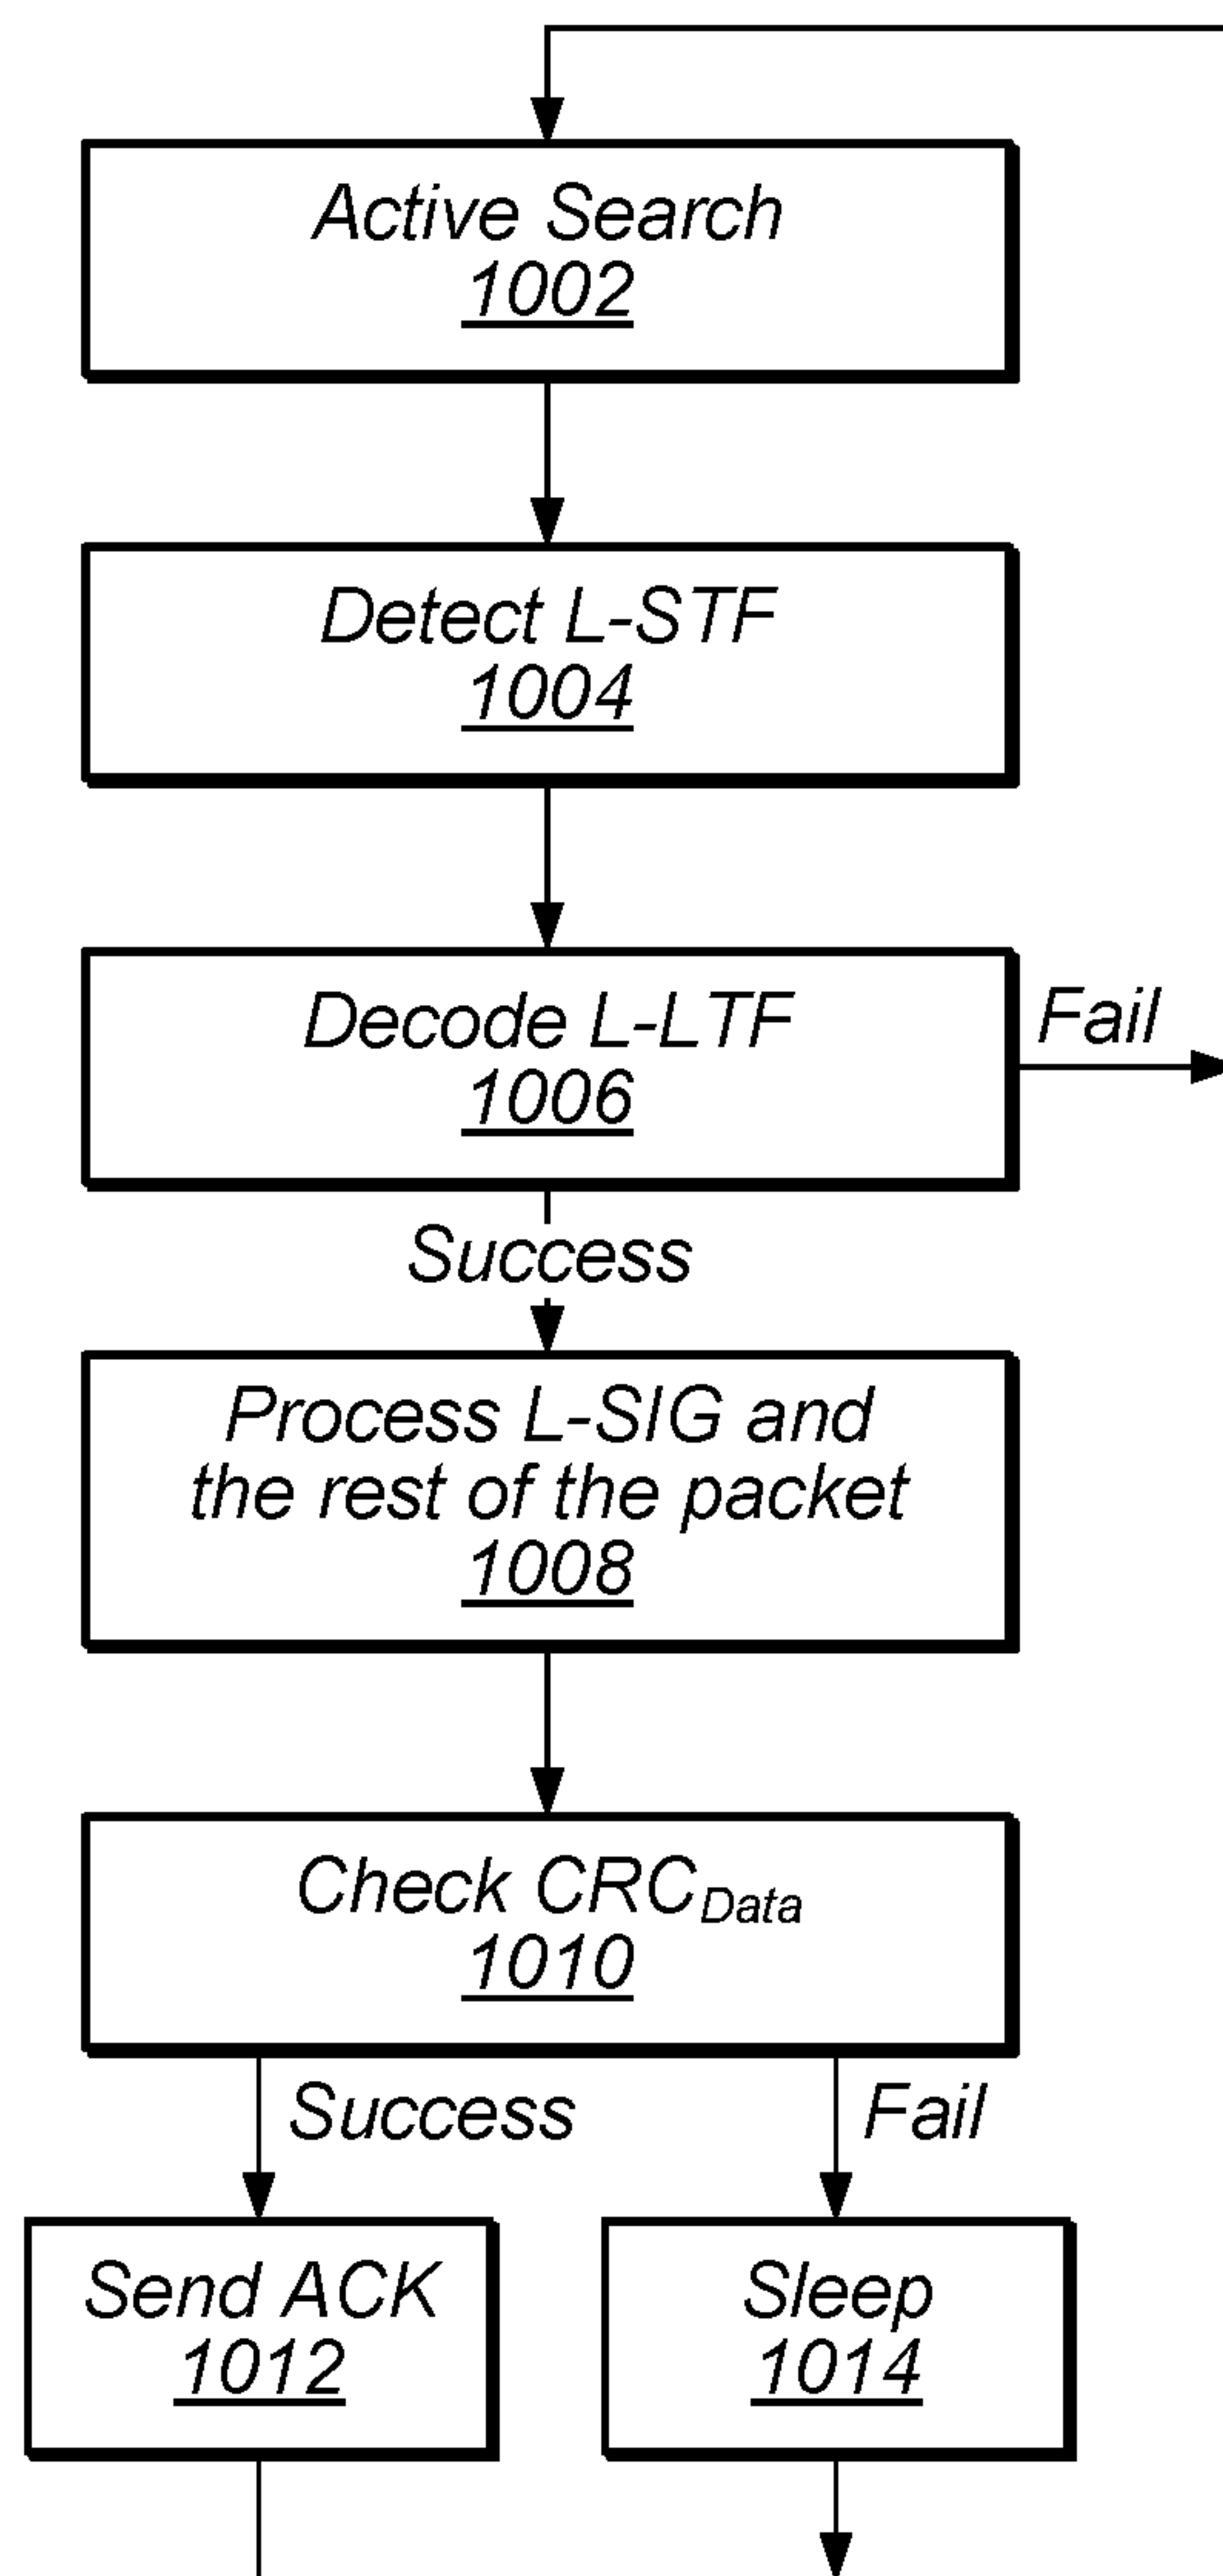 Active Search
1002
Detect L-STF
1004
Decode L-LTF
1006
Fail
Success
Process L-SIG and
the rest of the packet
1008
Check CRC_Data
1010
Success
Fail
Send ACK
1012
Sleep
1014